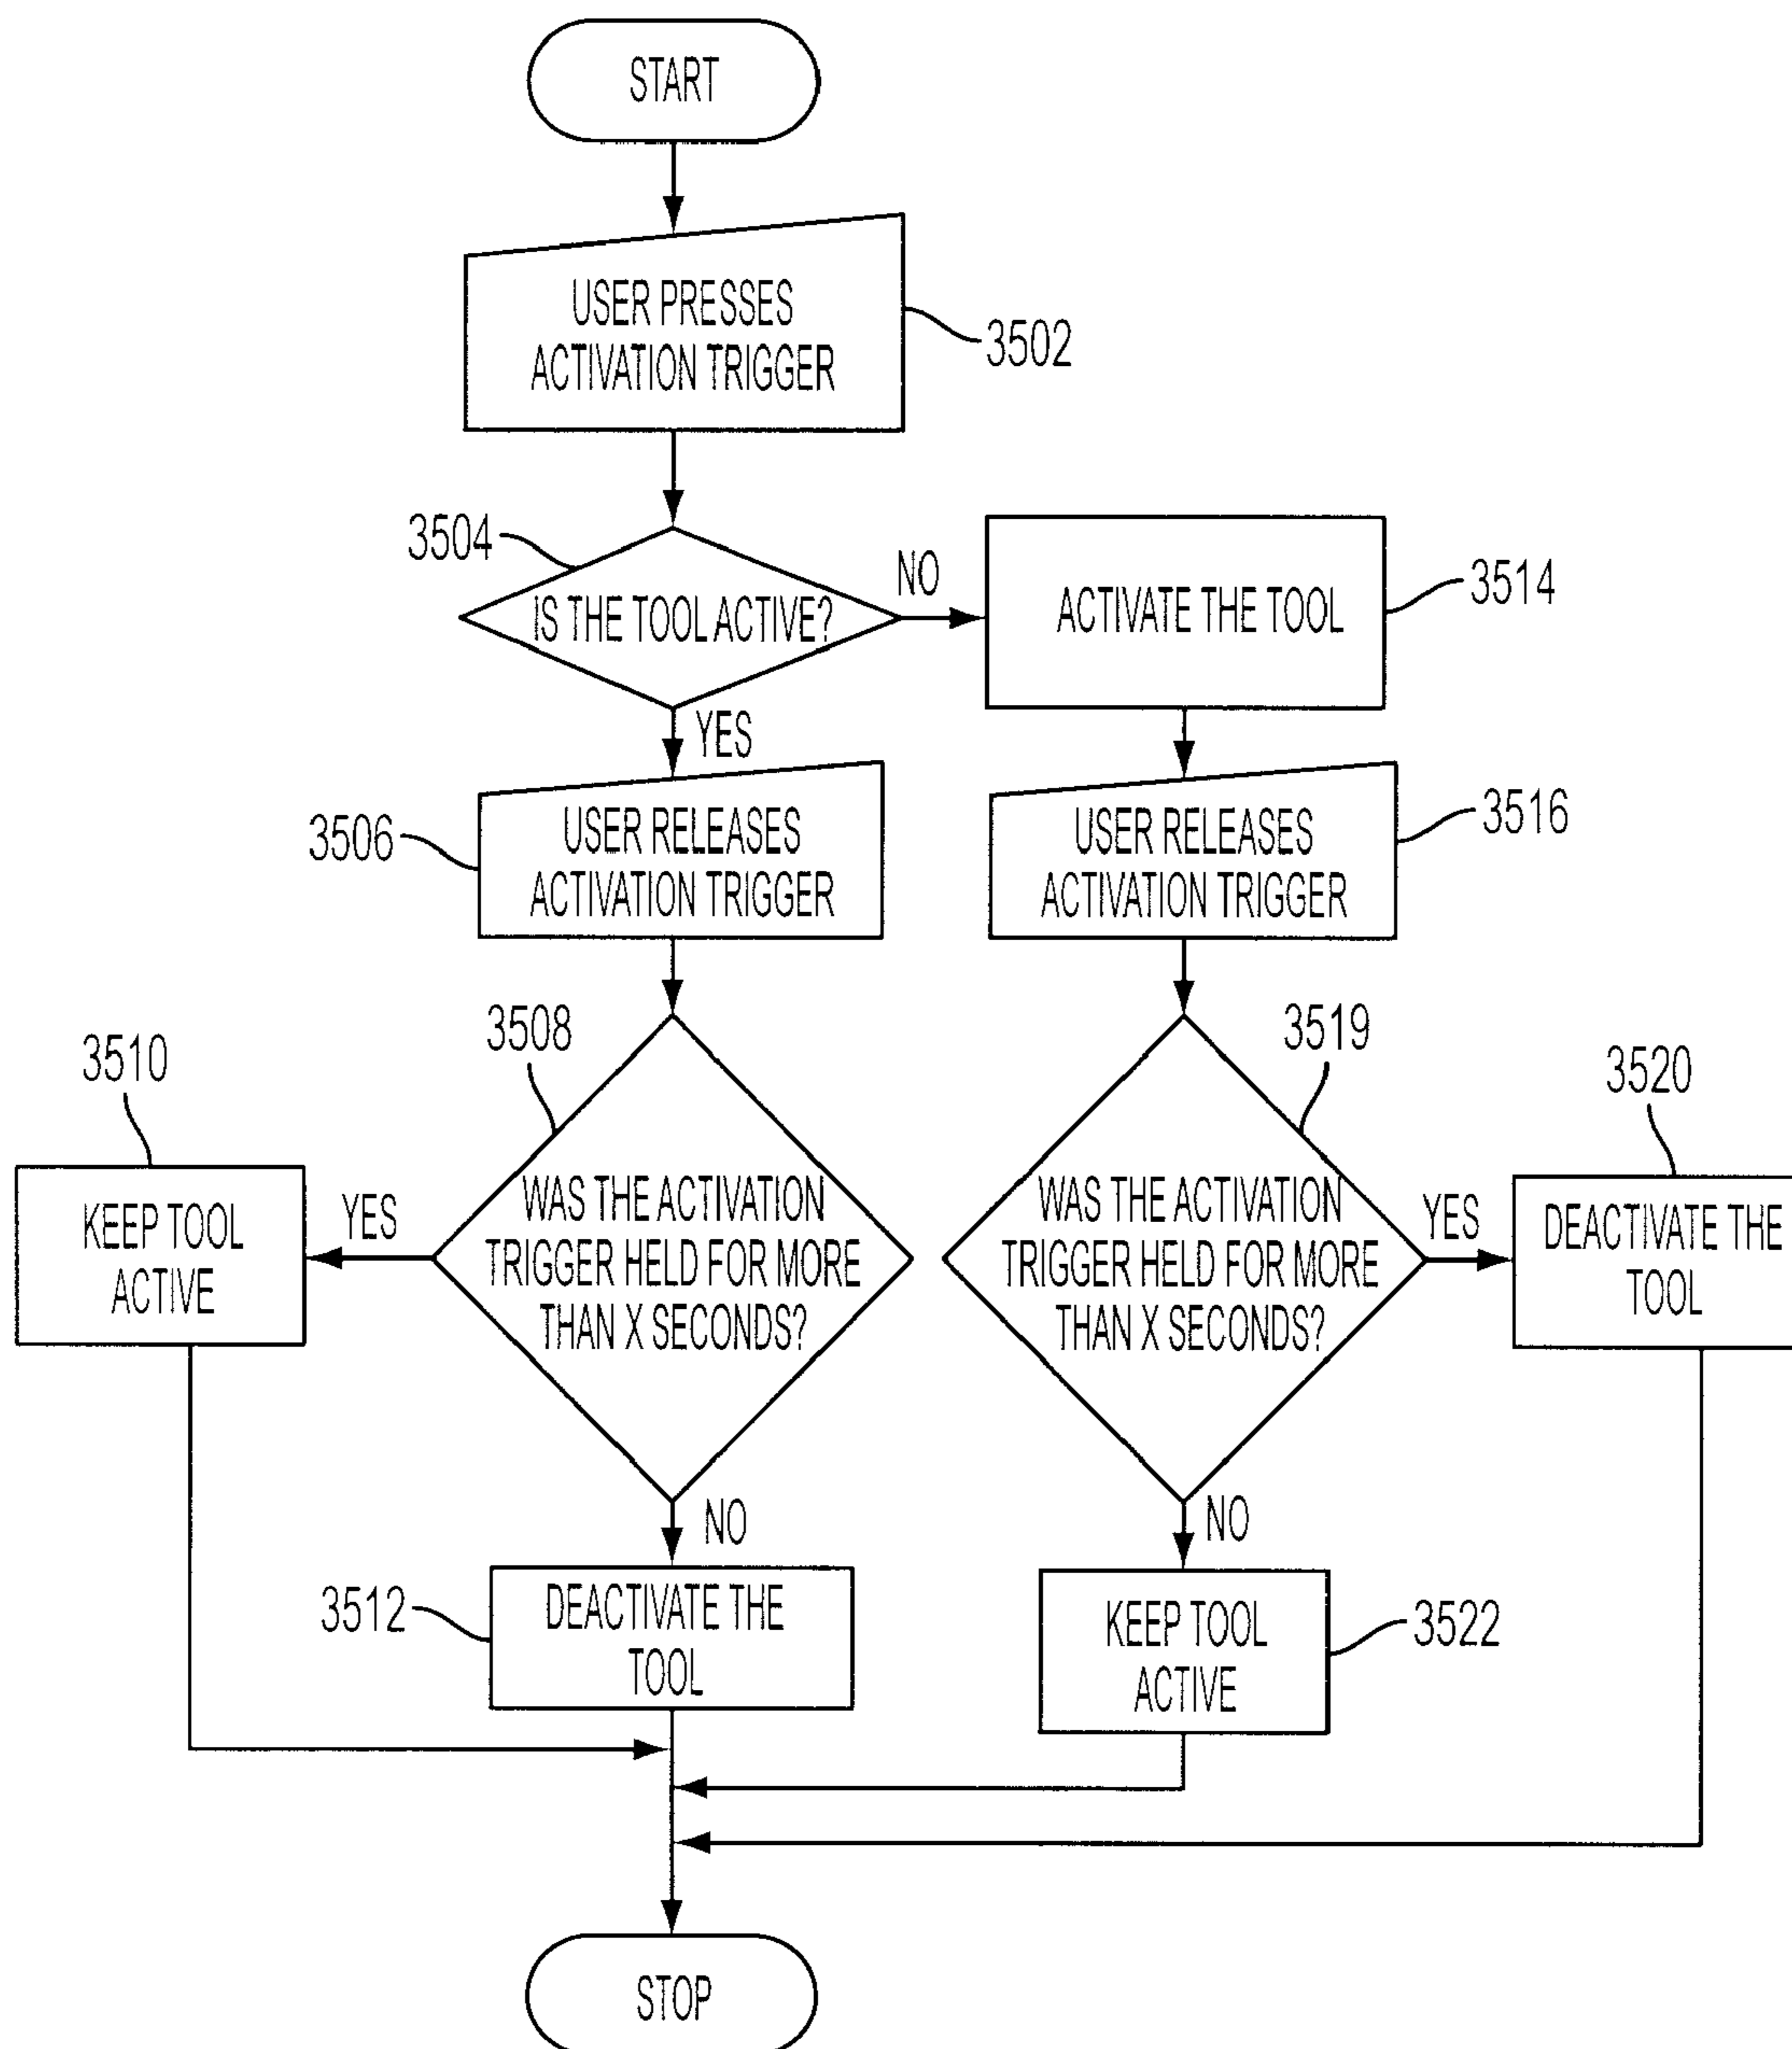 START
USER PRESSES
ACTIVATION TRIGGER
3502
3504
IS THE TOOL ACTIVE?
NO
ACTIVATE THE TOOL
3514
YES
3506
USER RELEASES
ACTIVATION TRIGGER
USER RELEASES
ACTIVATION TRIGGER
3516
3510
3508
3519
3520
KEEP TOOL
ACTIVE
YES
WAS THE ACTIVATION
TRIGGER HELD FOR MORE
THAN X SECONDS?
WAS THE ACTIVATION
TRIGGER HELD FOR MORE
THAN X SECONDS?
YES
DEACTIVATE THE
TOOL
NO
NO
3512
DEACTIVATE THE
TOOL
KEEP TOOL
ACTIVE
3522
STOP